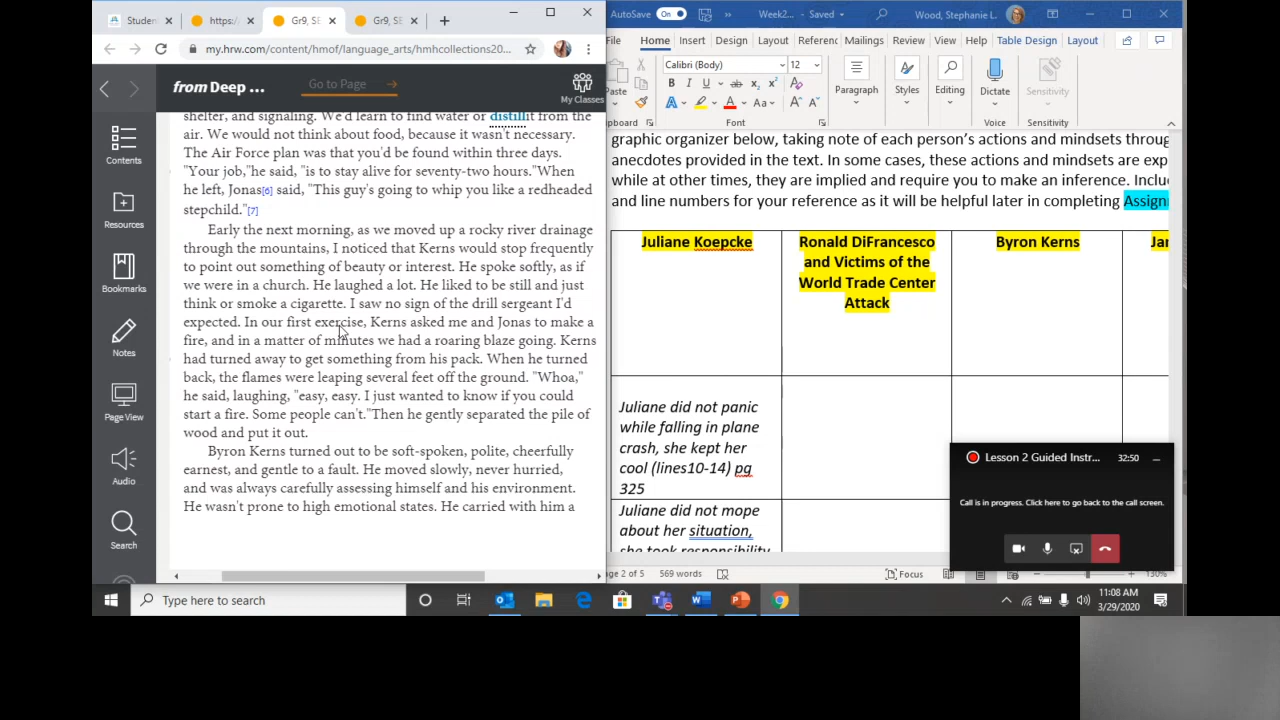 Studen
https:/
Gr9, SE
Gr9, SE
my.hrw.com/content/hmof/language_arts/hmhcollections20...
from Deep ...
Go to Page
My Classes
Contents
Resources
Bookmarks
Notes
Page View
Audio
Search
shelter, and signaling. We'd learn to find water or distillit from the
air. We would not think about food, because it wasn't necessary.
The Air Force plan was that you'd be found within three days.
"Your job,"he said, "is to stay alive for seventy-two hours."When
he left, Jonas[6] said, "This guy's going to whip you like a redheaded
stepchild."[7]
Early the next morning, as we moved up a rocky river drainage
through the mountains, I noticed that Kerns would stop frequently
to point out something of beauty or interest. He spoke softly, as if
we were in a church. He laughed a lot. He liked to be still and just
think or smoke a cigarette. I saw no sign of the drill sergeant I'd
expected. In our first exercise, Kerns asked me and Jonas to make a
fire, and in a matter of minutes we had a roaring blaze going. Kerns
had turned away to get something from his pack. When he turned
back, the flames were leaping several feet off the ground. "Whoa,"
he said, laughing, "easy, easy. I just wanted to know if you could
start a fire. Some people can't."Then he gently separated the pile of
wood and put it out.
Byron Kerns turned out to be soft-spoken, polite, cheerfully
earnest, and gentle to a fault. He moved slowly, never hurried,
and was always carefully assessing himself and his environment.
He wasn't prone to high emotional states. He carried with him a
AutoSave On
Week2... - Saved
Wood, Stephanie L.
File Home Insert Design Layout Referenc Mailings Review View Help Table Design Layout
Calibri (Body) 12
Paste
Paragraph
Styles
Editing
Dictate
Sensitivity
Font
Styles
Voice
Sensitivity
graphic organizer below, taking note of each person's actions and mindsets throug
anecdotes provided in the text. In some cases, these actions and mindsets are exp
while at other times, they are implied and require you to make an inference. Inclu
and line numbers for your reference as it will be helpful later in completing Assign
Juliane Koepcke
Ronald DiFrancesco
and Victims of the
World Trade Center
Attack
Byron Kerns
Jar
Juliane did not panic
while falling in plane
crash, she kept her
cool (lines10-14) pg
325
Juliane did not mope
about her situation,
she took responsibility
Lesson 2 Guided Instr...
32:50
Call is in progress. Click here to go back to the call screen.
age 2 of 5
569 words
Focus
130%
Type here to search
11:08 AM
3/29/2020